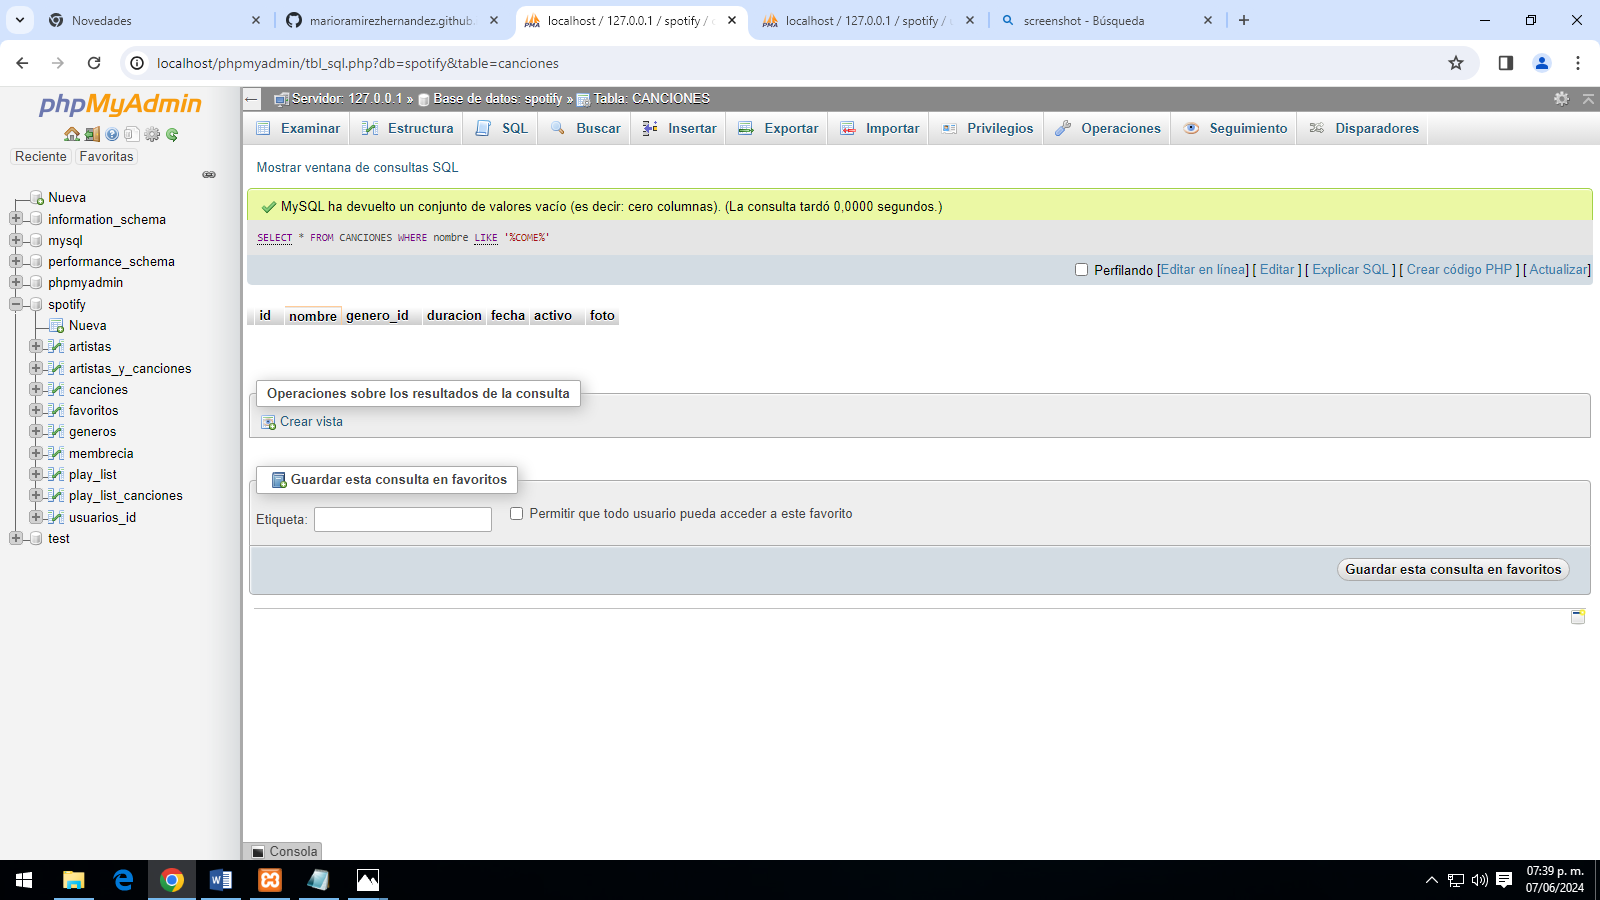 Novedades
marioramirezhernandez.github.
localhost / 127.0.0.1 / spotify / c
localhost / 127.0.0.1 / spotify / u
screenshot - Búsqueda
localhost/phpmyadmin/tbl_sql.php?db=spotify&table=canciones
phpMyAdmin
Reciente Favoritas
Nueva
information_schema
mysql
performance_schema
phpmyadmin
spotify
Nueva
artistas
artistas_y_canciones
canciones
favoritos
generos
membrecia
play_list
play_list_canciones
usuarios_id
test
Servidor: 127.0.0.1 » Base de datos: spotify » Tabla: CANCIONES
Examinar Estructura SQL Buscar Insertar Exportar Importar Privilegios Operaciones Seguimiento Disparadores
Mostrar ventana de consultas SQL
MySQL ha devuelto un conjunto de valores vacío (es decir: cero columnas). (La consulta tardó 0,0000 segundos.)
SELECT * FROM CANCIONES WHERE nombre LIKE '%COME%'
Perfilando [Editar en línea] [ Editar ] [ Explicar SQL ] [ Crear código PHP ] [ Actualizar]
id nombre genero_id duracion fecha activo foto
Operaciones sobre los resultados de la consulta
Crear vista
Guardar esta consulta en favoritos
Etiqueta: Permitir que todo usuario pueda acceder a este favorito
Guardar esta consulta en favoritos
Consola
07:39 p. m.
07/06/2024